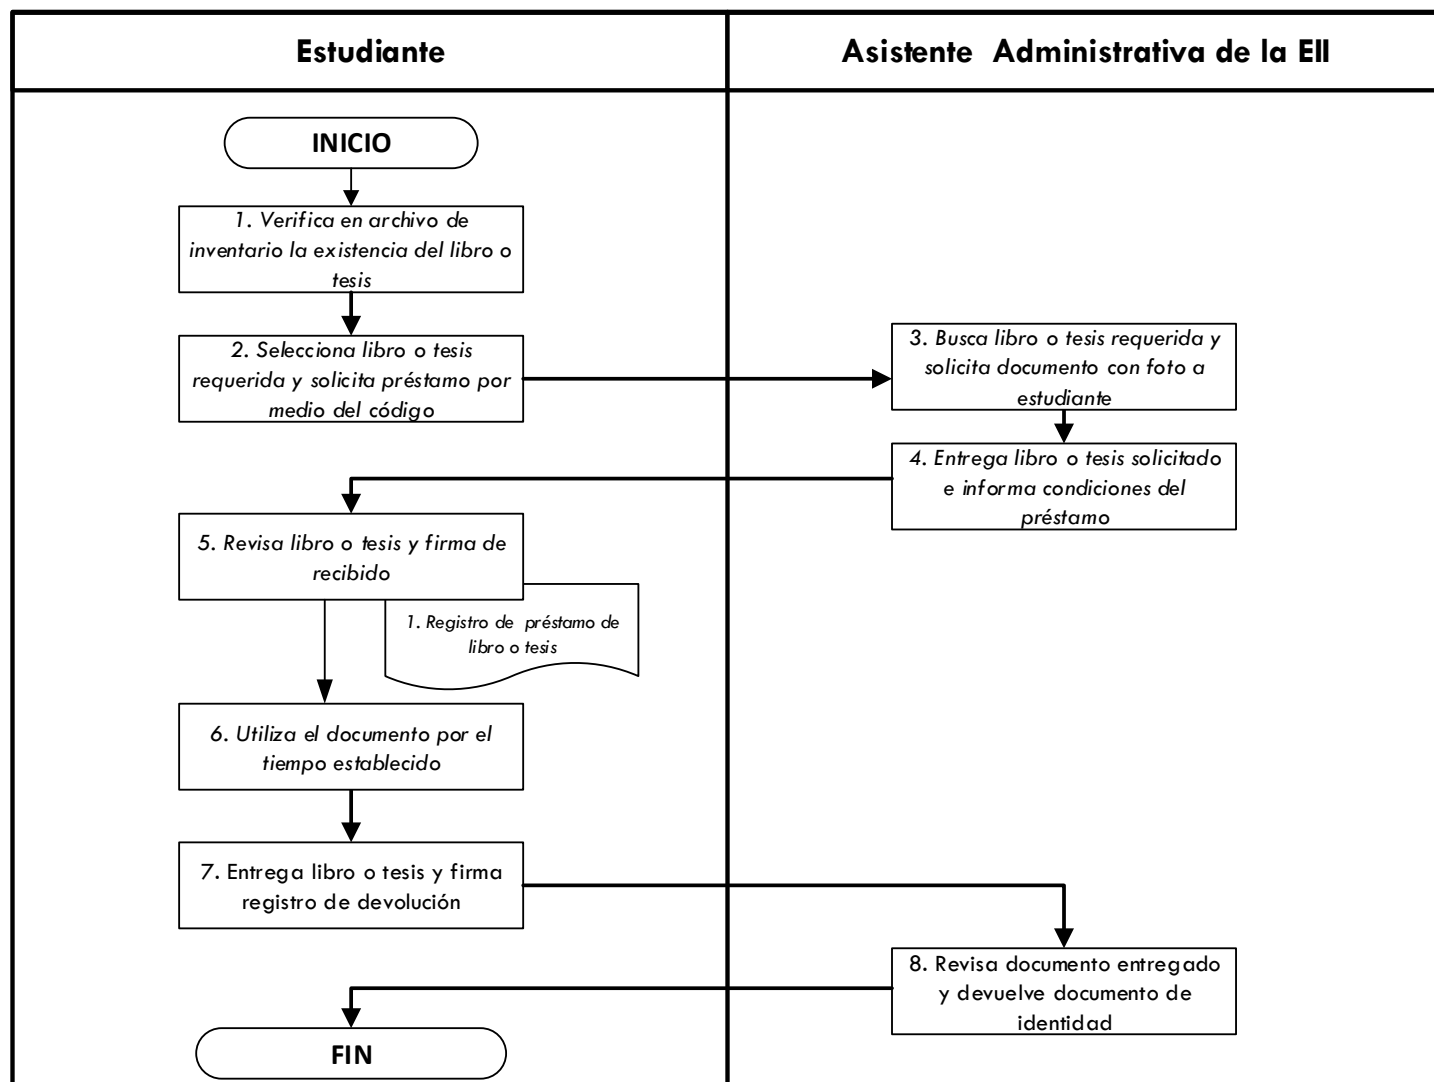 Estudiante
Asistente Administrativa de la EII
INICIO
1. Verifica en archivo de
inventario la existencia del libro o
tesis
2. Selecciona libro o tesis
requerida y solicita préstamo por
medio del código
3. Busca libro o tesis requerida y
solicita documento con foto a
estudiante
4. Entrega libro o tesis solicitado
e informa condiciones del
préstamo
5. Revisa libro o tesis y firma de
recibido
1. Registro de préstamo de
libro o tesis
6. Utiliza el documento por el
tiempo establecido
7. Entrega libro o tesis y firma
registro de devolución
8. Revisa documento entregado
y devuelve documento de
identidad
FIN